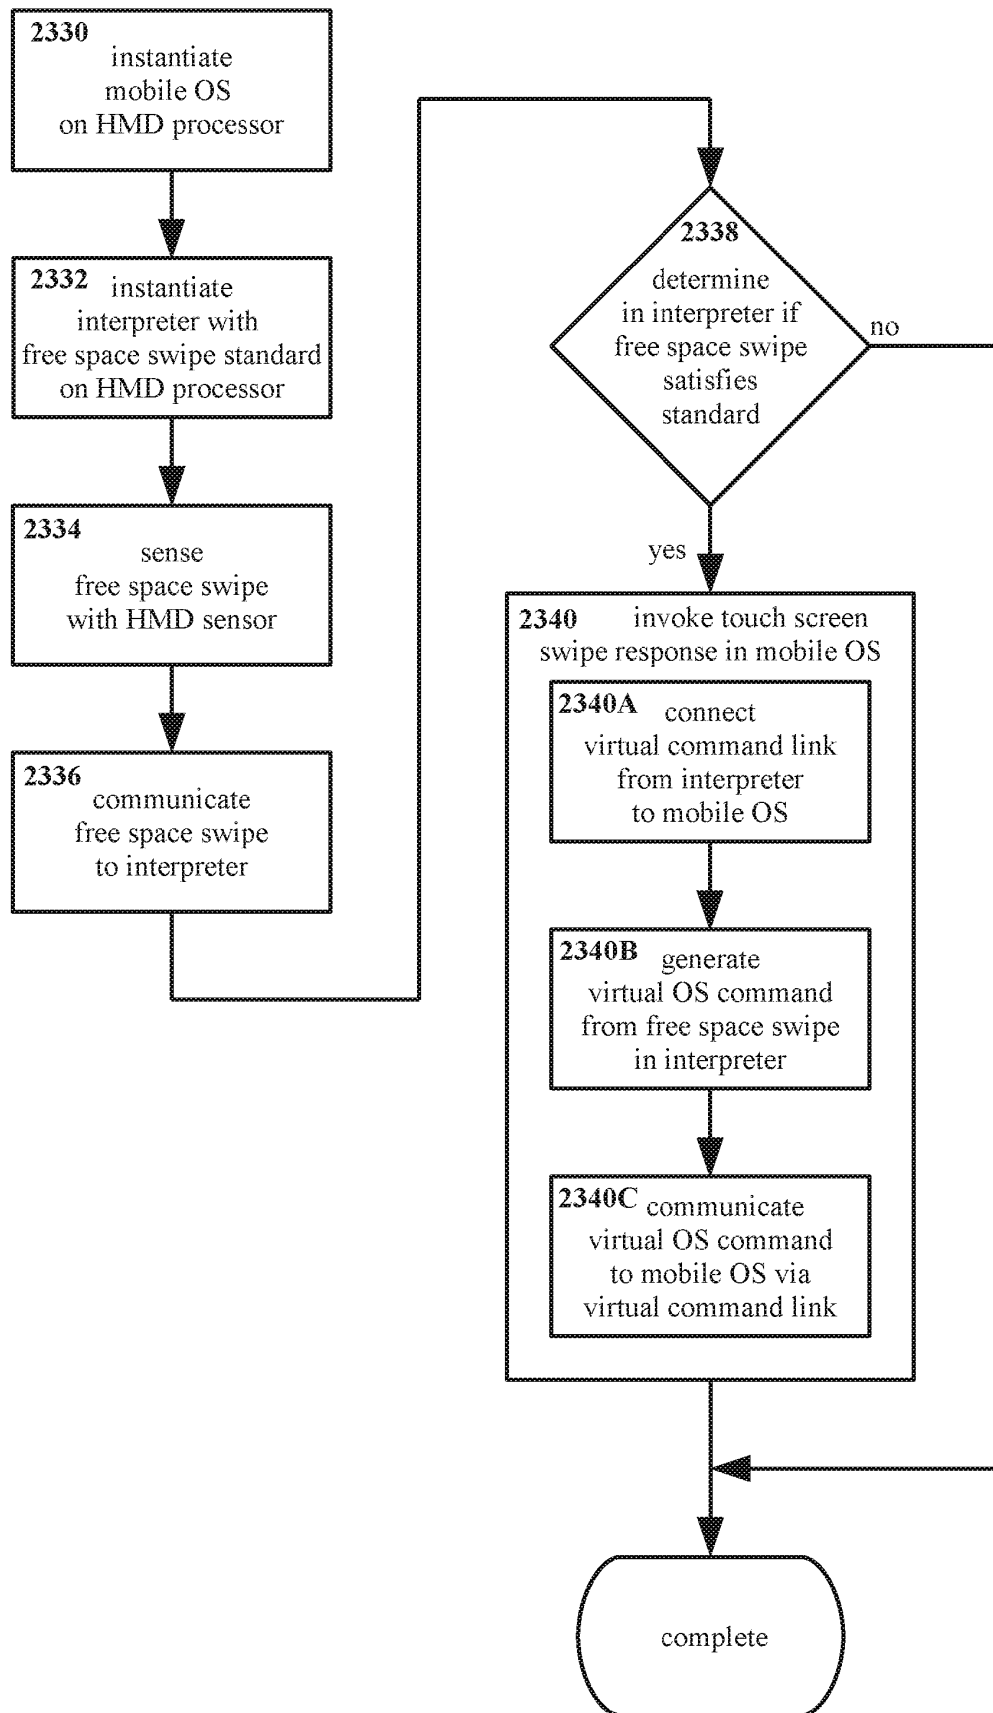 2330
instantiate
mobile OS
on HMD processor
2332
instantiate
interpreter with
free space swipe standard
on HMD processor
2334
sense
free space swipe
with HMD sensor
2336
communicate
free space swipe
to interpreter
2338
determine
in interpreter if
free space swipe
satisfies
standard
no
yes
2340 invoke touch screen
swipe response in mobile OS
2340A connect
virtual command link
from interpreter
to mobile OS
2340B generate
virtual OS command
from free space swipe
in interpreter
2340C communicate
virtual OS command
to mobile OS via
virtual command link
complete